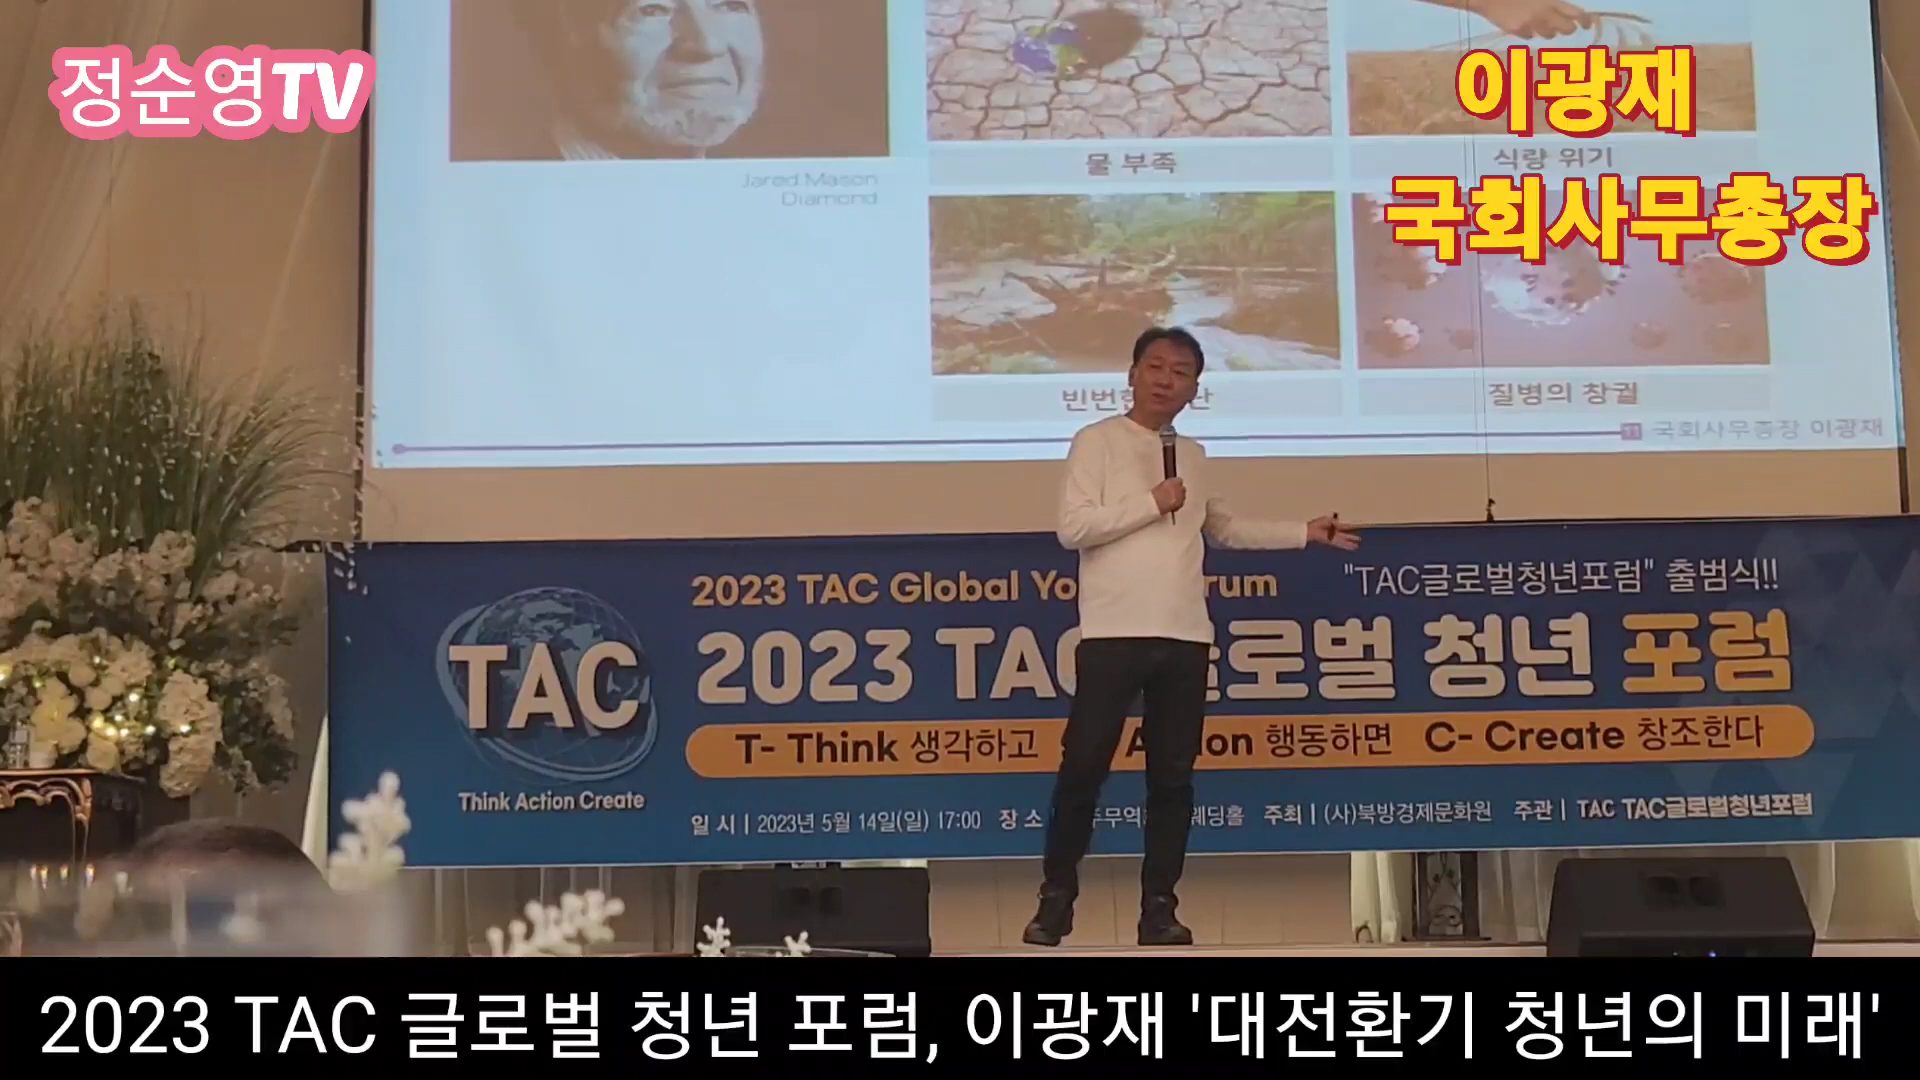 정순영TV
이광재
국회사무총장
Jared Mason
Diamond
물 부족
식량 위기
질병의 창궐
11 국회사무총장 이광재
2023 TAC Global
"TAC글로벌청년포럼" 출범식!!
2023 TAC글로벌 청년 포럼
T- Think 생각하고 행동하면 C- Create 창조한다
TAC
Think Action Create
일 시 | 2023년 5월 14일(일) 17:00 장 소 웨딩홀 주최 | (사)북방경제문화원 주관 | TAC TAC글로벌청년포럼
2023 TAC 글로벌 청년 포럼, 이광재 '대전환기 청년의 미래'